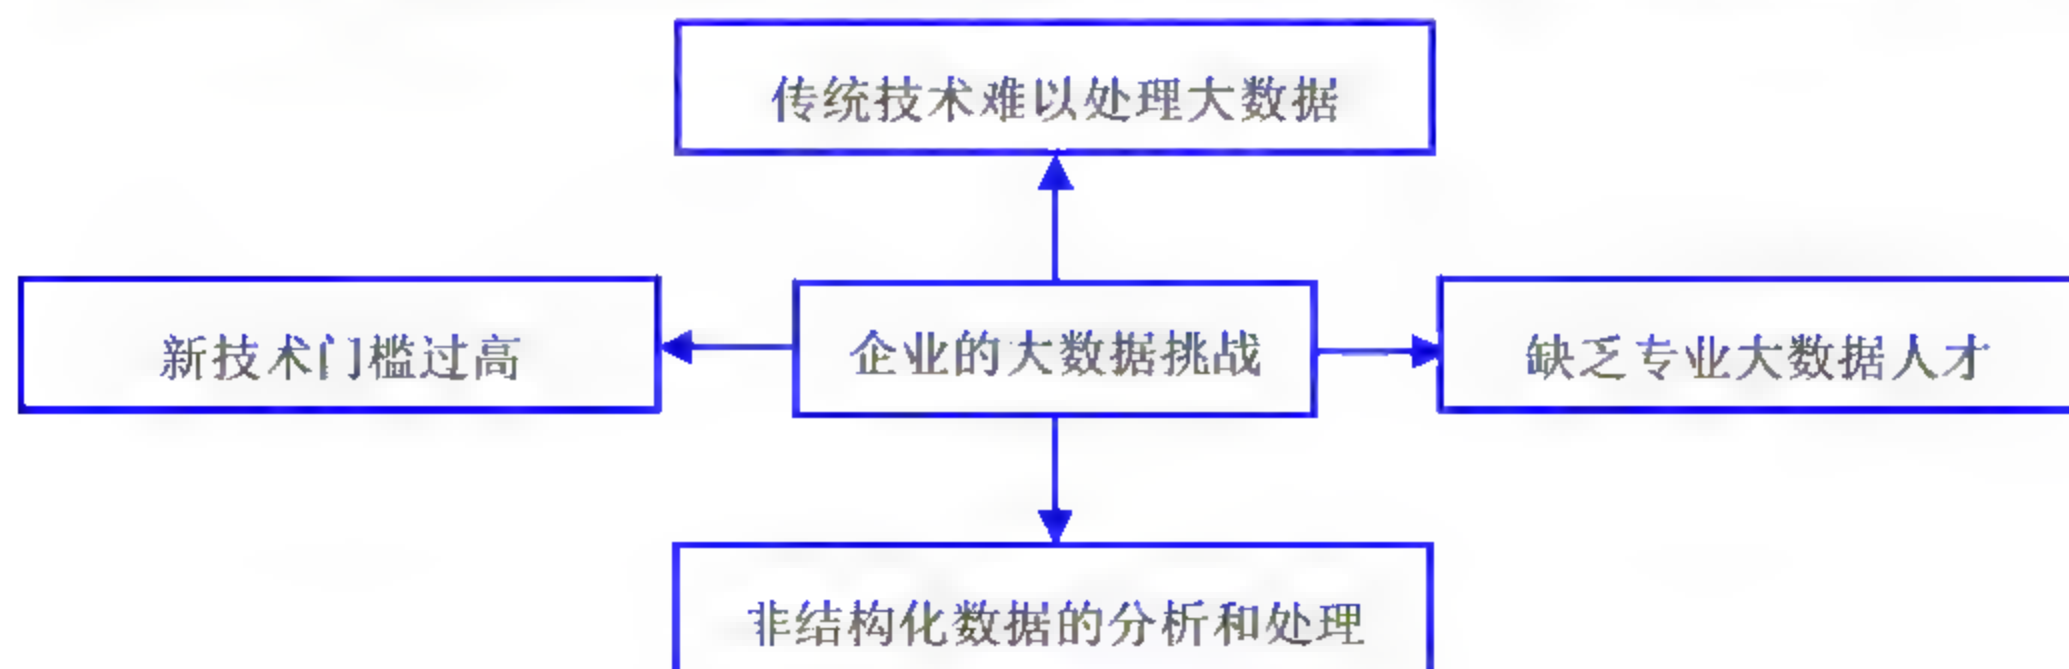 传统技术难以处理大数据
新技术门槛过高
企业的大数据挑战
缺乏专业大数据人才
非结构化数据的分析和处理